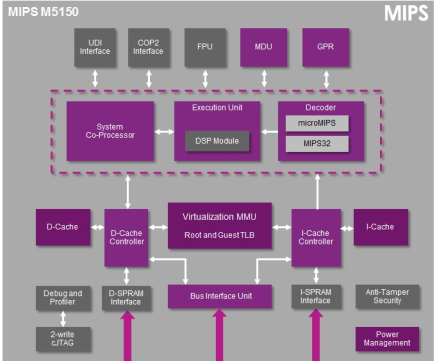 MIPS M5150
MIPS
UDI
Interface
COP2
Interface
FPU
MDU
GPR
System
Co-Processor
Execution Unit
DSP Module
Decoder
microMIPS
MIPS32
D-Cache
D-Cache
Controller
Virtualization MMU
Root and Guest TLB
I-Cache
Controller
I-Cache
Debug and
Profiler
D-SPRAM
Interface
Bus Interface Unit
I-SPRAM
Interface
Anti-Tamper
Security
2-write
cJTAG
Power
Management